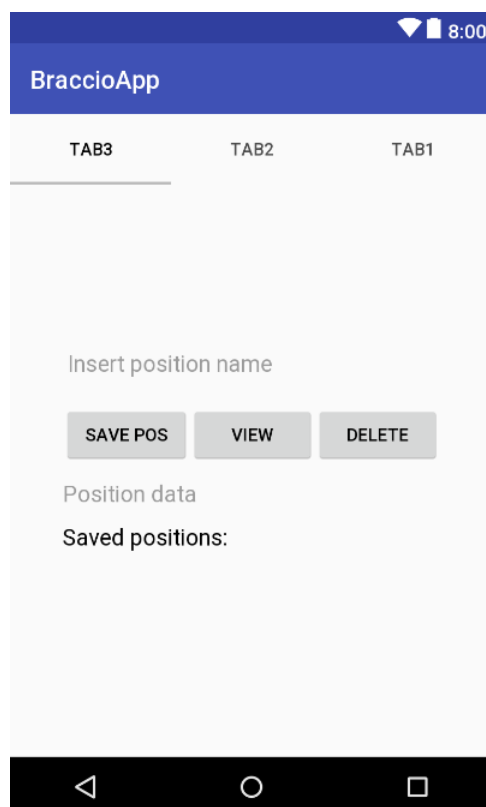 8:00
BraccioApp
TAB3 TAB2 TAB1
Insert position name
SAVE POS VIEW DELETE
Position data
Saved positions: